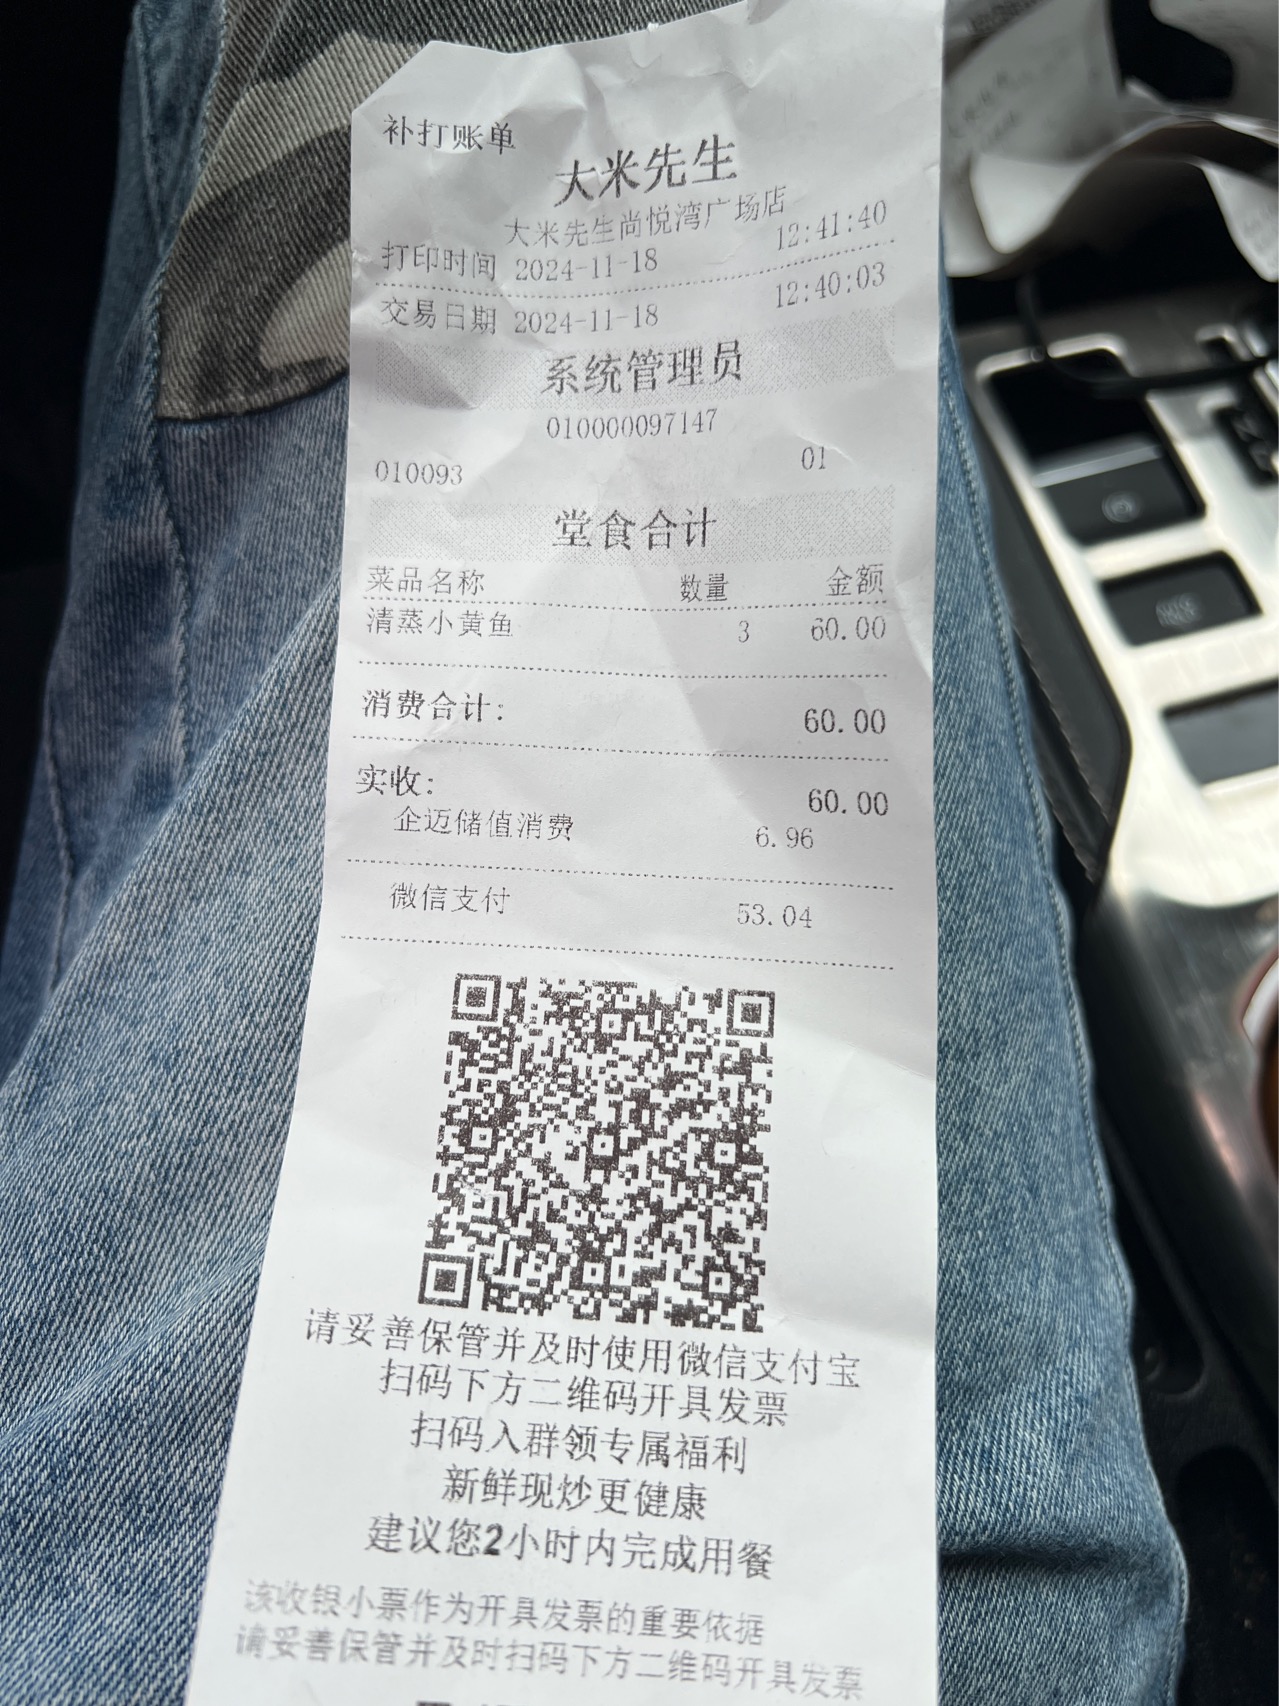 补打账单
大米先生
大米先生尚悦湾广场店
打印时间 2024-11-18 12:41:40
交易日期 2024-11-18 12:40:03
系统管理员
010000097147
010093 01
堂食合计
菜品名称 数量 金额
清蒸小黄鱼 3 60.00
消费合计: 60.00
实收: 60.00
企迈储值消费 6.96
微信支付 53.04
请妥善保管并及时使用微信支付宝
扫码下方二维码开具发票
扫码入群领专属福利
新鲜现炒更健康
建议您2小时内完成用餐
该收银小票作为开具发票的重要依据
请妥善保管并及时扫码下方二维码开具发票